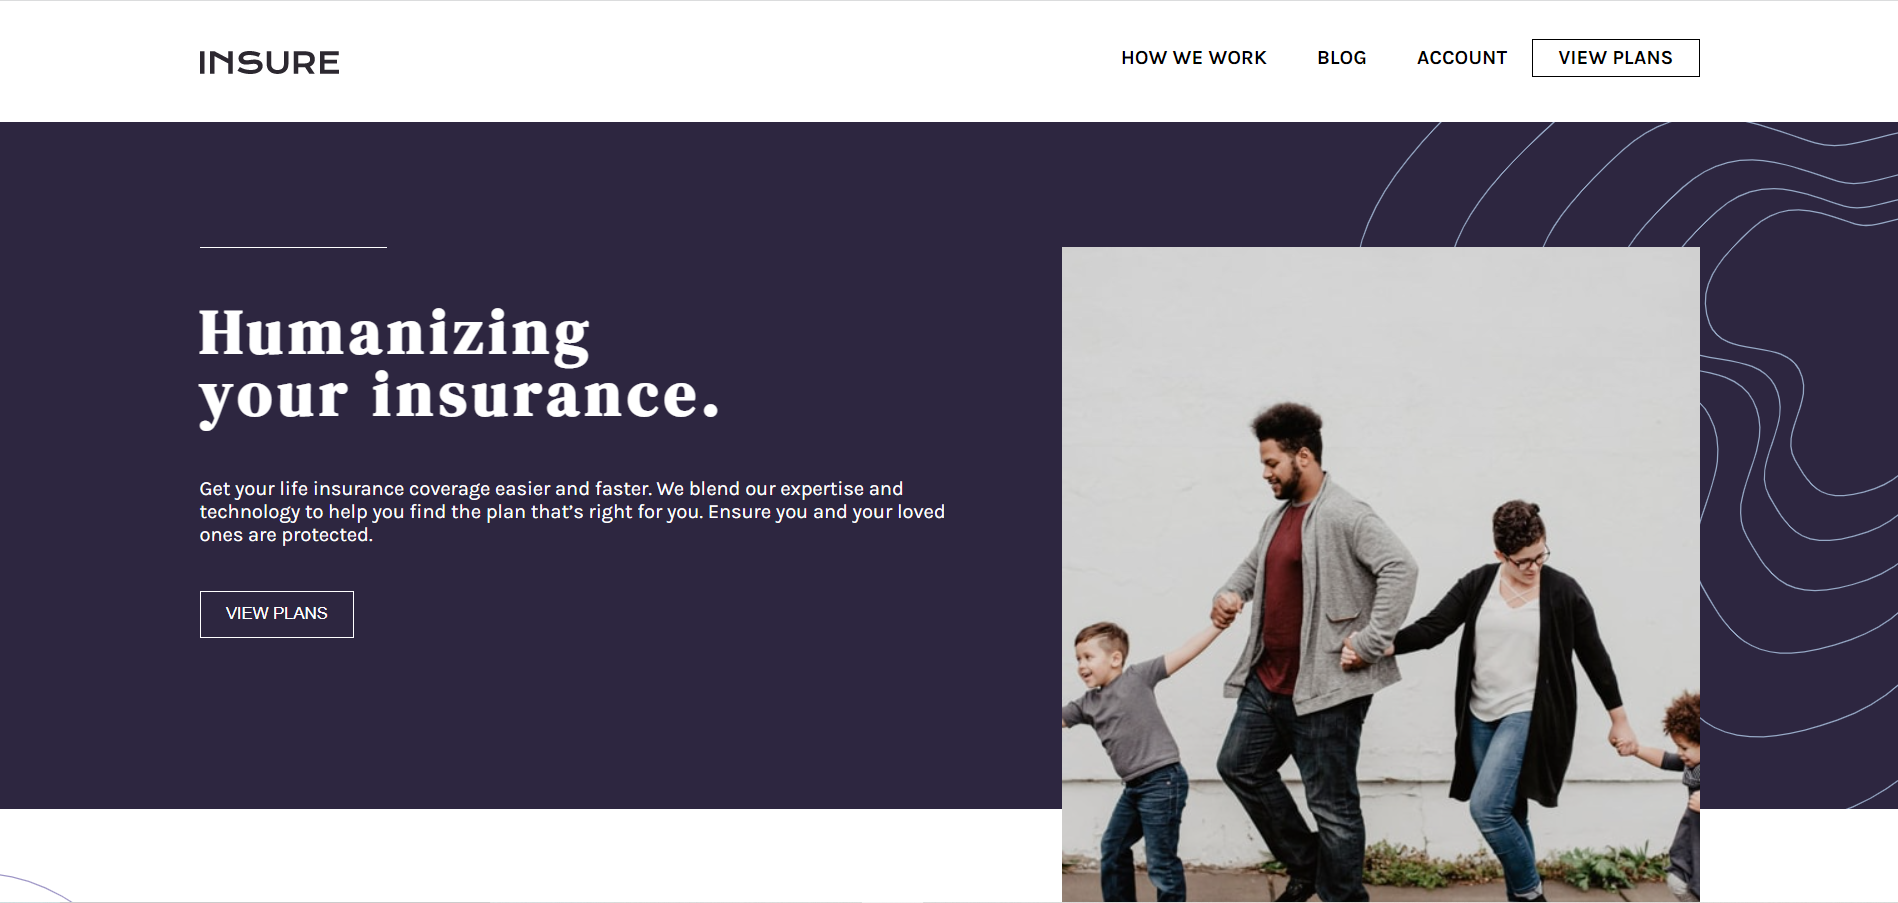 INSURE
HOW WE WORK
BLOG
ACCOUNT
VIEW PLANS
Humanizing
your insurance.
Get your life insurance coverage easier and faster. We blend our expertise and
technology to help you find the plan that’s right for you. Ensure you and your loved
ones are protected.
VIEW PLANS